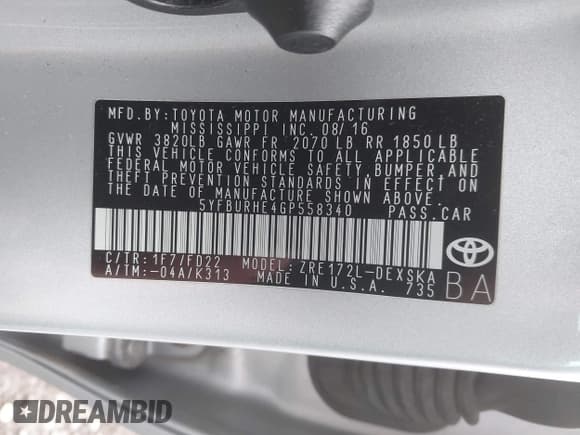 MFD.BY:TOYOTA MOTOR MANUFACTURING
MISSISSIPPI INC. 08/16
GVWR 3820LB GAWR FR 2070 LB RR 1850 LB
THIS VEHICLE CONFORMS TO ALL APPLICABLE
FEDERAL MOTOR VEHICLE SAFETY, BUMPER, AND
THEFT PREVENTION STANDARDS IN EFFECT ON
THE DATE OF MANUFACTURE SHOWN ABOVE.
5YFBURHE4GP558340 PASS.CAR
C/TR:1F7/FD22 MODEL:ZRE172L-DEXSKA
A/TM:-04A/K313 MADE IN U.S.A. 735
BA
DREAMBID